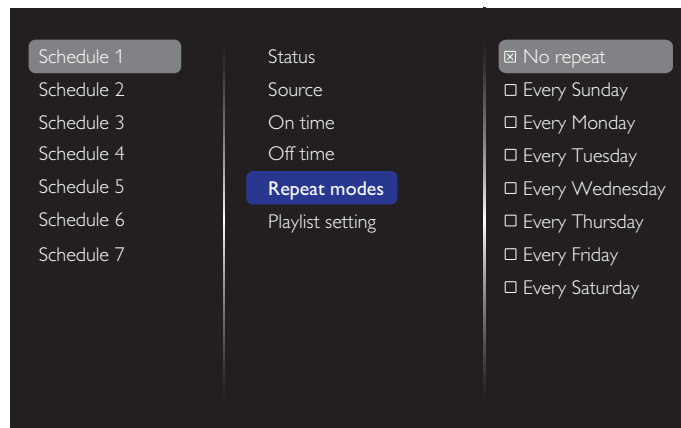 Schedule 1
Schedule 2
Schedule 3
Schedule 4
Schedule 5
Schedule 6
Schedule 7
Status
Source
On time
Off time
Repeat modes
Playlist setting
No repeat
Every Sunday
Every Monday
Every Tuesday
Every Wednesday
Every Thursday
Every Friday
Every Saturday